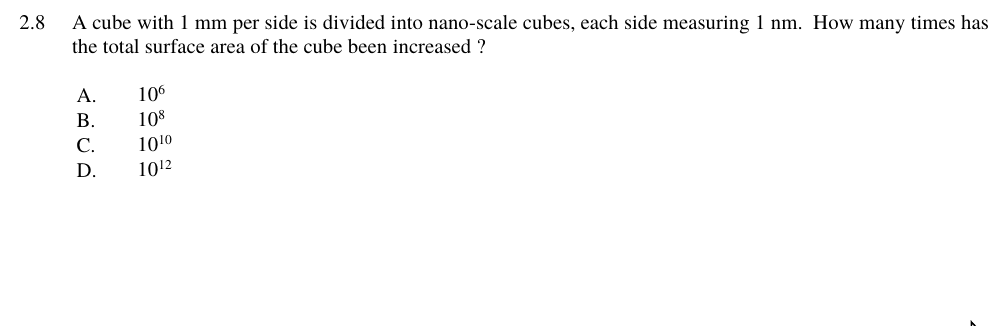 2.8 A cube with 1 mm per side is divided into nano-scale cubes, each side measuring 1 nm. How many times has
the total surface area of the cube been increased ?
A. 10⁶
B. 10⁸
C. 10¹⁰
D. 10¹²